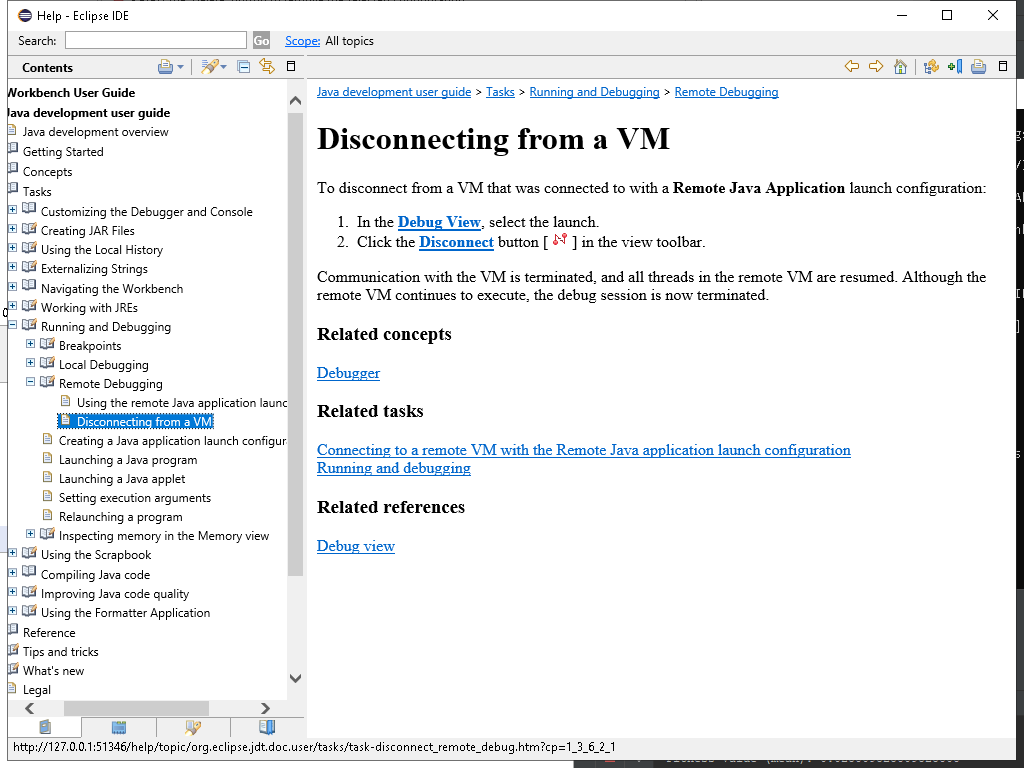 Help - Eclipse IDE
Search:
Go
Scope: All topics
Contents
Workbench User Guide
Java development user guide
Java development overview
Getting Started
Concepts
Tasks
Customizing the Debugger and Console
Creating JAR Files
Using the Local History
Externalizing Strings
Navigating the Workbench
Working with JREs
Running and Debugging
Breakpoints
Local Debugging
Remote Debugging
Using the remote Java application launc
Disconnecting from a VM
Creating a Java application launch configur
Launching a Java program
Launching a Java applet
Setting execution arguments
Relaunching a program
Inspecting memory in the Memory view
Using the Scrapbook
Compiling Java code
Improving Java code quality
Using the Formatter Application
Reference
Tips and tricks
What's new
Legal
Java development user guide > Tasks > Running and Debugging > Remote Debugging
Disconnecting from a VM
To disconnect from a VM that was connected to with a Remote Java Application launch configuration:
1. In the Debug View, select the launch.
2. Click the Disconnect button [ ] in the view toolbar.
Communication with the VM is terminated, and all threads in the remote VM are resumed. Although the
remote VM continues to execute, the debug session is now terminated.
Related concepts
Debugger
Related tasks
Connecting to a remote VM with the Remote Java application launch configuration
Running and debugging
Related references
Debug view
http://127.0.0.1:51346/help/topic/org.eclipse.jdt.doc.user/tasks/task-disconnect_remote_debug.htm?cp=1_3_6_2_1